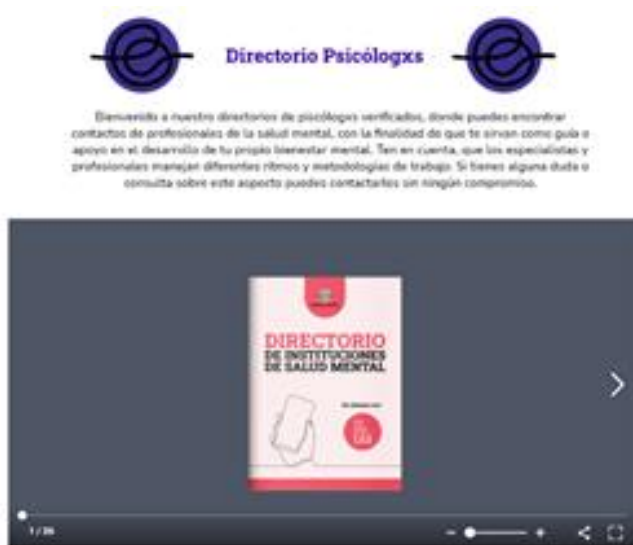 Directorio Psicólogxs
Bienvenido a nuestro directorios de psicólogxs verificados, donde puedes encontrar
contactos de profesionales de la salud mental, con la finalidad de que te sirvan como guía o
apoyo en el desarrollo de tu propio bienestar mental. Ten en cuenta, que los especialistas y
profesionales manejan diferentes ritmos y metodologías de trabajo. Si tienes alguna duda o
consulta sobre este aspecto puedes contactarlos sin ningún compromiso.
DIRECTORIO
DE INSTITUCIONES
DE SALUD MENTAL